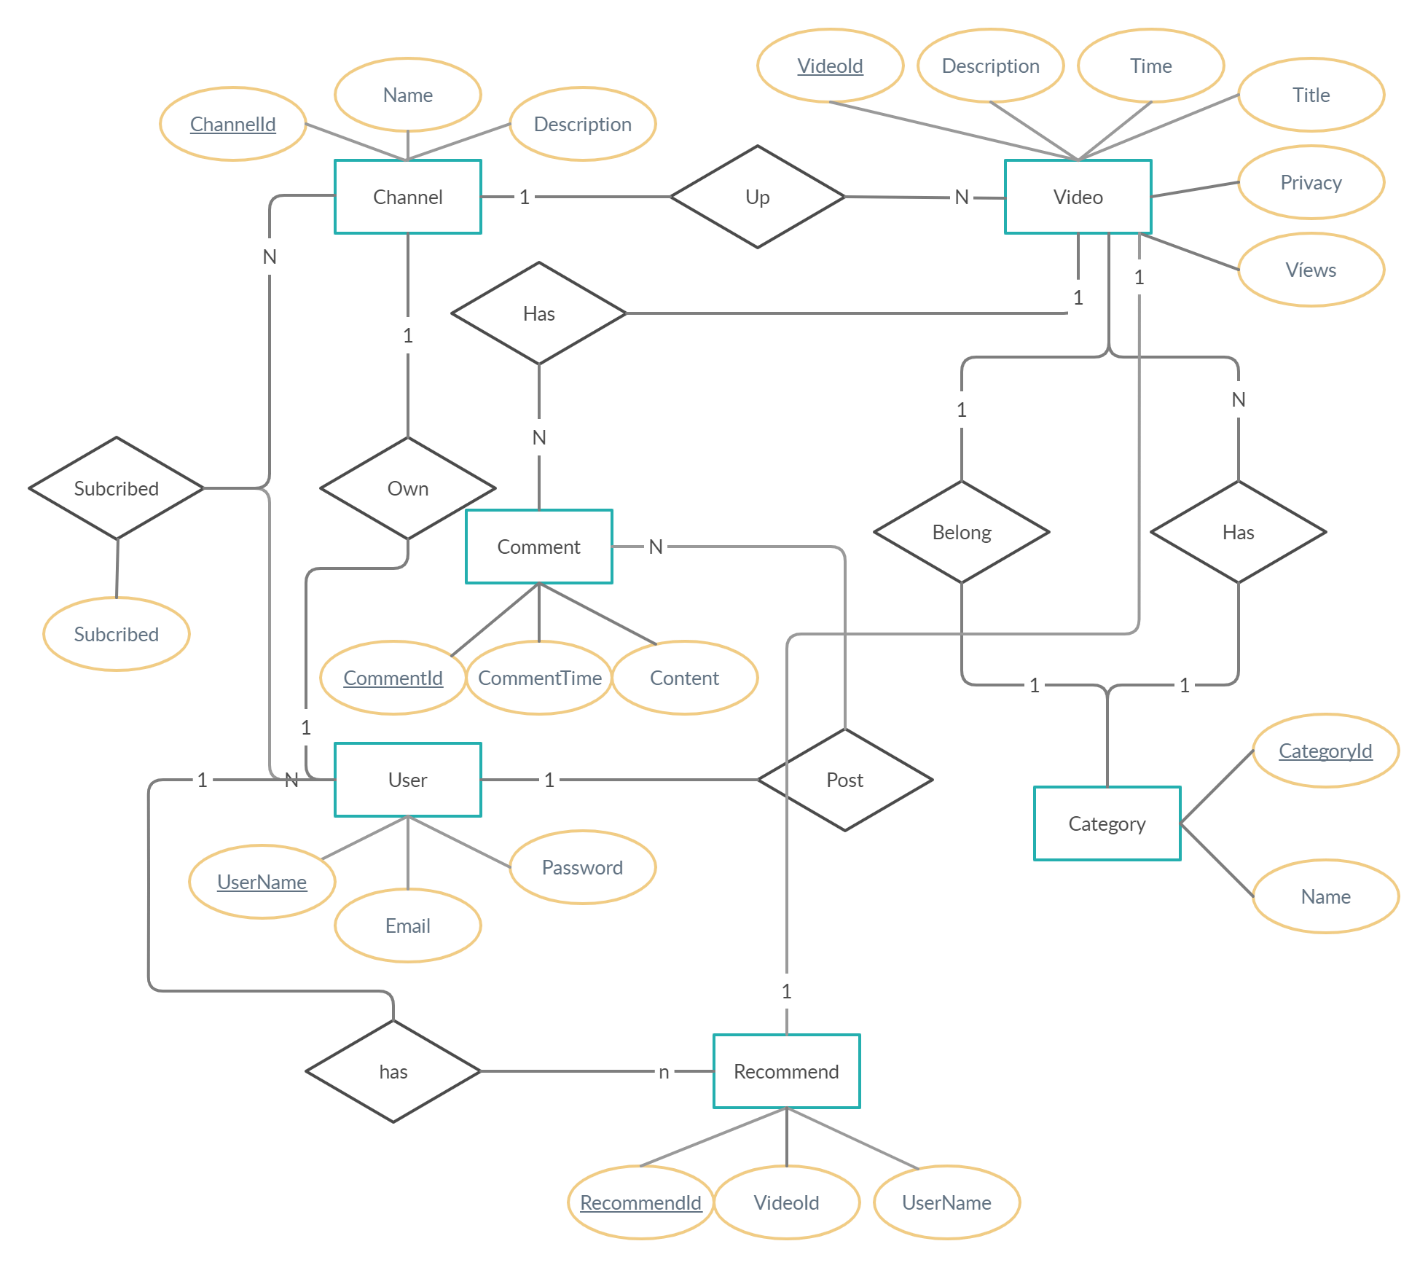 VideoId
Description
Time
Title
Name
ChannelId
Description
Privacy
Channel
1
Up
N
Video
N
Víews
1
1
Has
1
1
N
N
Subcribed
Own
Belong
Has
Comment
N
Subcribed
CommentId
CommentTime
Content
1
1
1
CategoryId
1
N
User
1
Post
Category
UserName
Password
Email
Name
1
has
n
Recommend
RecommendId
VideoId
UserName